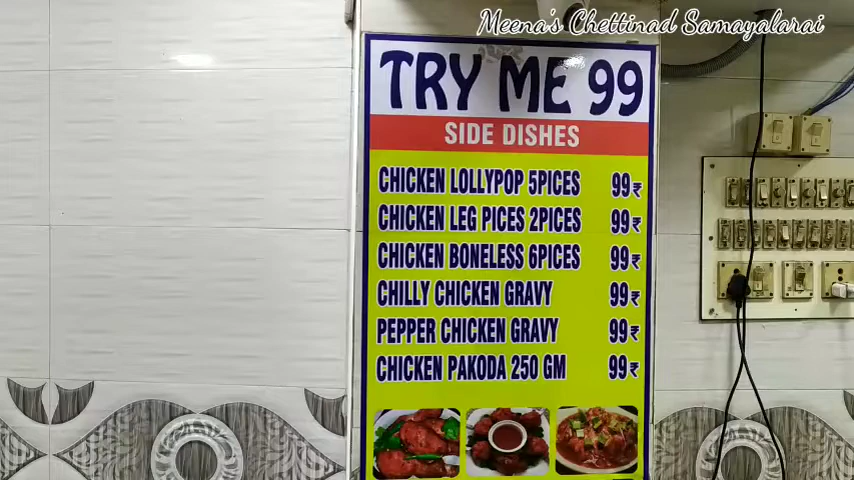 Meena's Chettinad Samayalarai
TRY ME 99
SIDE DISHES
CHICKEN LOLLYPOP 5PICES 99₹
CHICKEN LEG PICES 2PICES 99₹
CHICKEN BONELESS 6PICES 99₹
CHILLY CHICKEN GRAVY 99₹
PEPPER CHICKEN GRAVY 99₹
CHICKEN PAKODA 250 GM 99₹